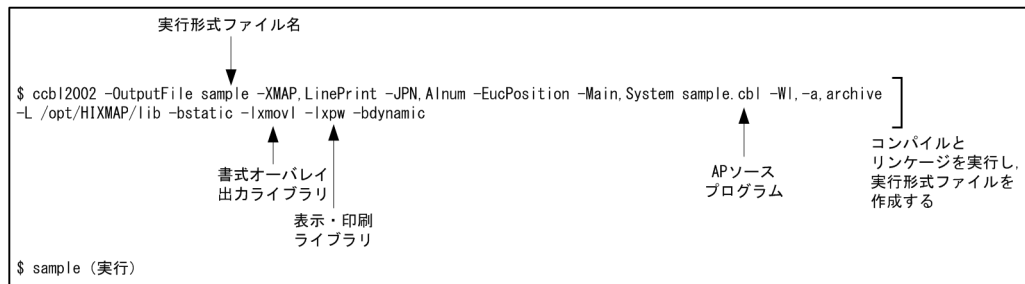 実行形式ファイル名
$ ccbl2002 -OutputFile sample -XMAP,LinePrint -JPN,Alnum -EucPosition -Main,System sample.cbl -Wl,-a,archive
-L /opt/HIXMAP/lib -bstatic -lxmovl -lxpw -bdynamic
コンパイルと
リンケージを実行し,
実行形式ファイルを
作成する
書式オーバレイ
出力ライブラリ
APソース
プログラム
表示・印刷
ライブラリ
$ sample (実行)